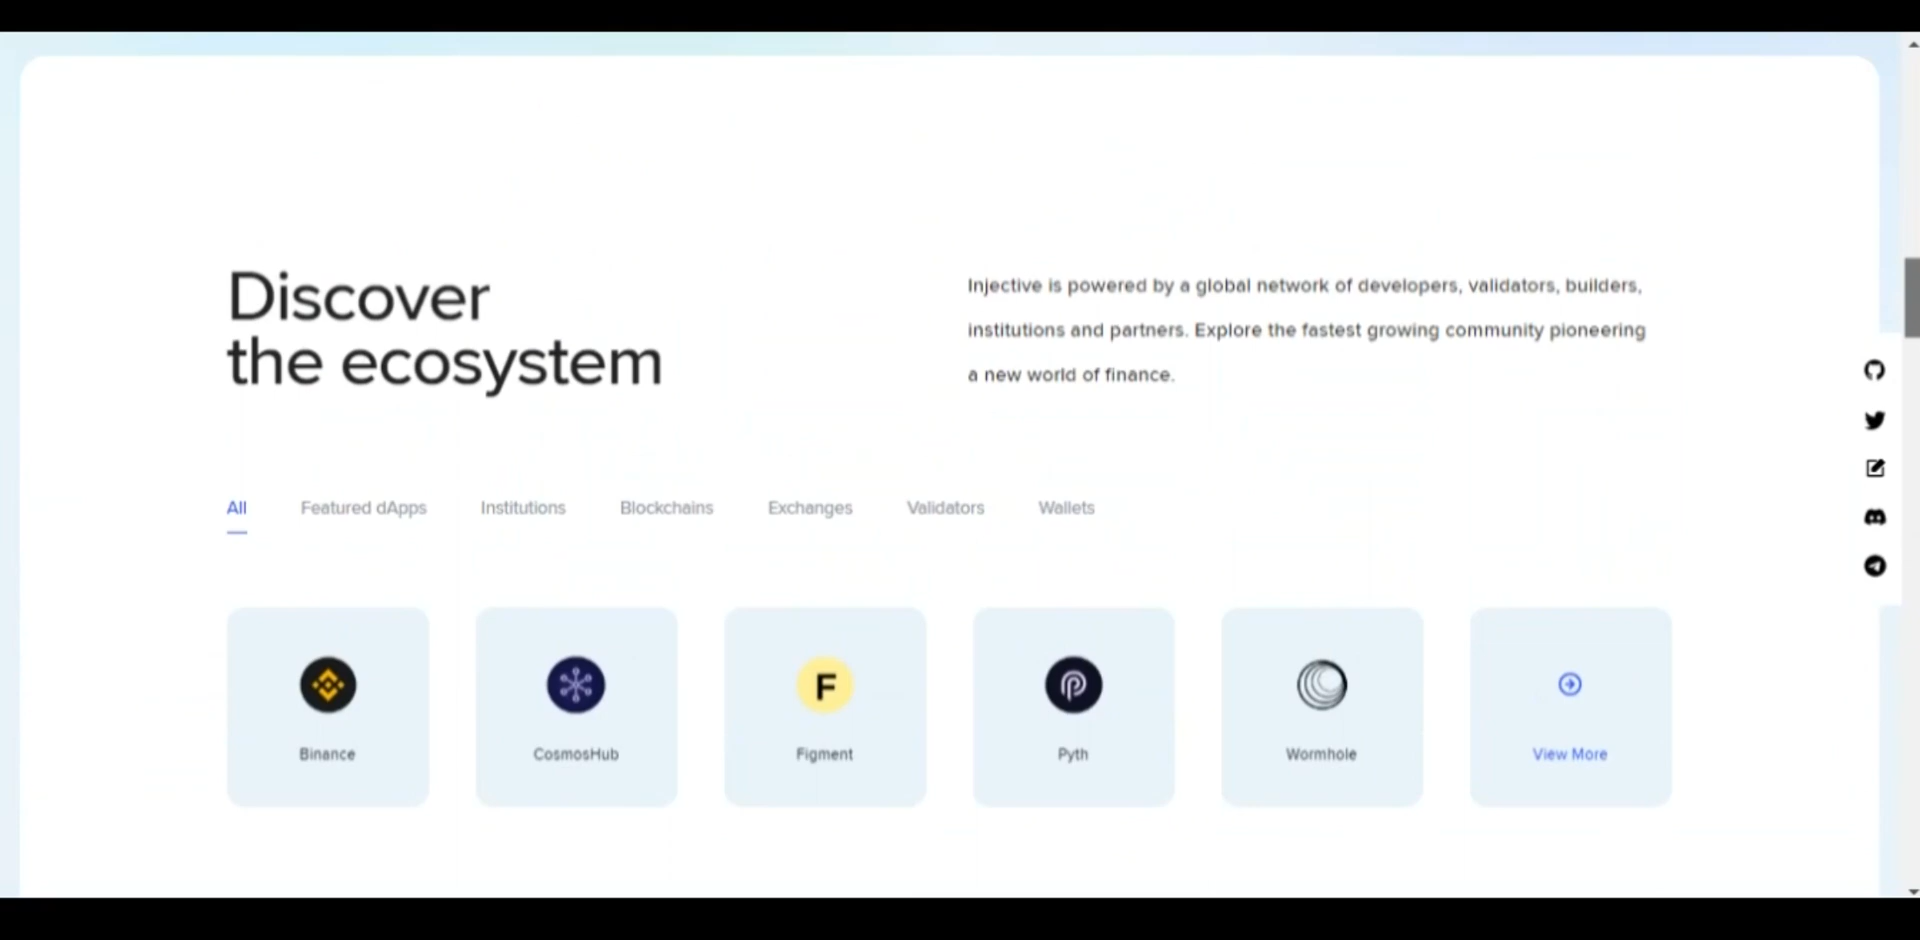 Discover
the ecosystem
Injective is powered by a global network of developers, validators, builders,
institutions and partners. Explore the fastest growing community pioneering
a new world of finance.
All Featured dApps Institutions Blockchains Exchanges Validators Wallets
F
Binance CosmosHub Figment Pyth Wormhole View More